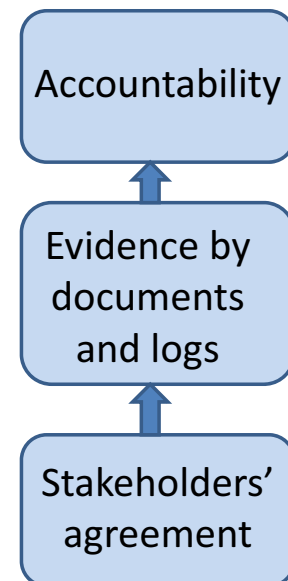 Accountability
Evidence by
documents
and logs
Stakeholders’
agreement